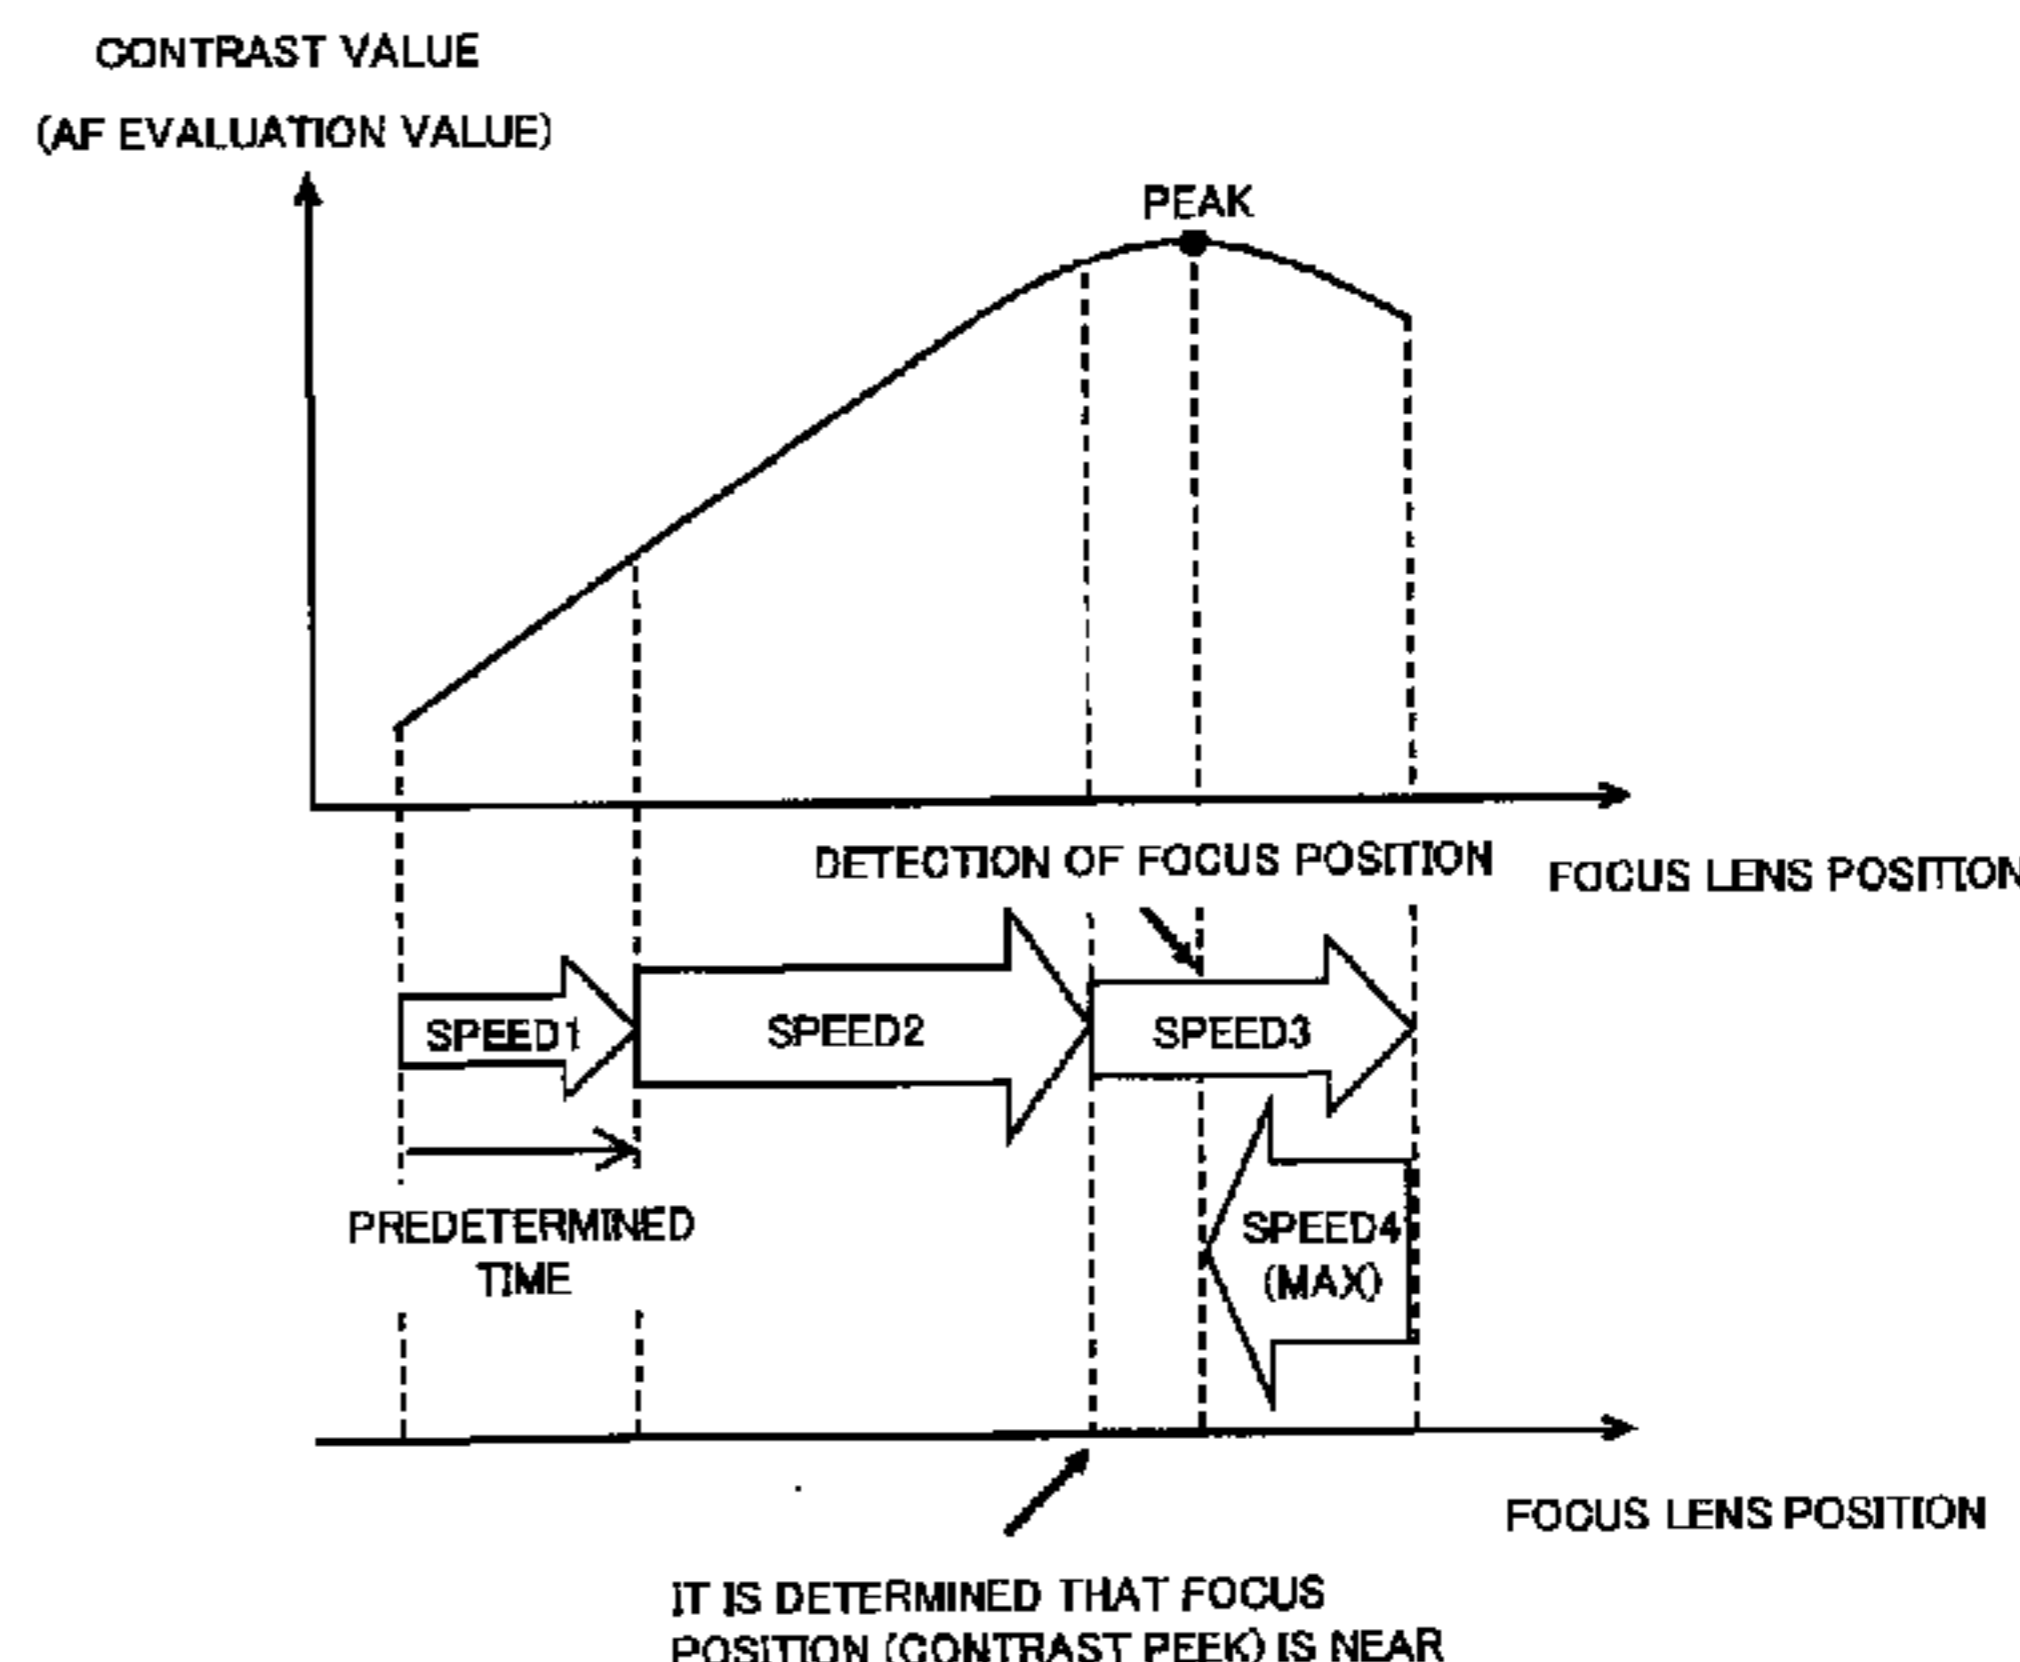 CONTRAST VALUE
(AF EVALUATION VALUE)
PEAK
DETECTION OF FOCUS POSITION
FOCUS LENS POSITION
SPEED1
SPEED2
SPEED3
PREDETERMINED
TIME
SPEED4
(MAX)
FOCUS LENS POSITION
IT IS DETERMINED THAT FOCUS
POSITION (CONTRAST PEEK) IS NEAR